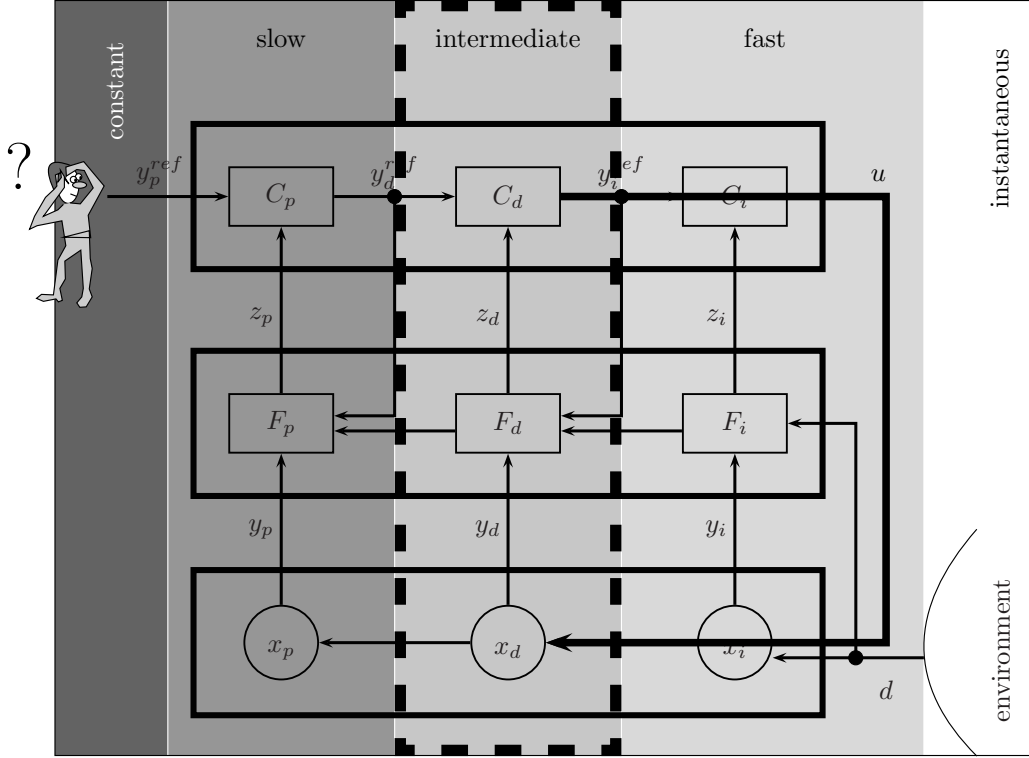 slow intermediate fast
constant
instantaneous
?
y_p^{ref} y_d^{ref} y_i^{ref} u
C_p C_d C_i
z_p z_d z_i
F_p F_d F_i
y_p y_d y_i
x_p x_d x_i
d
environment